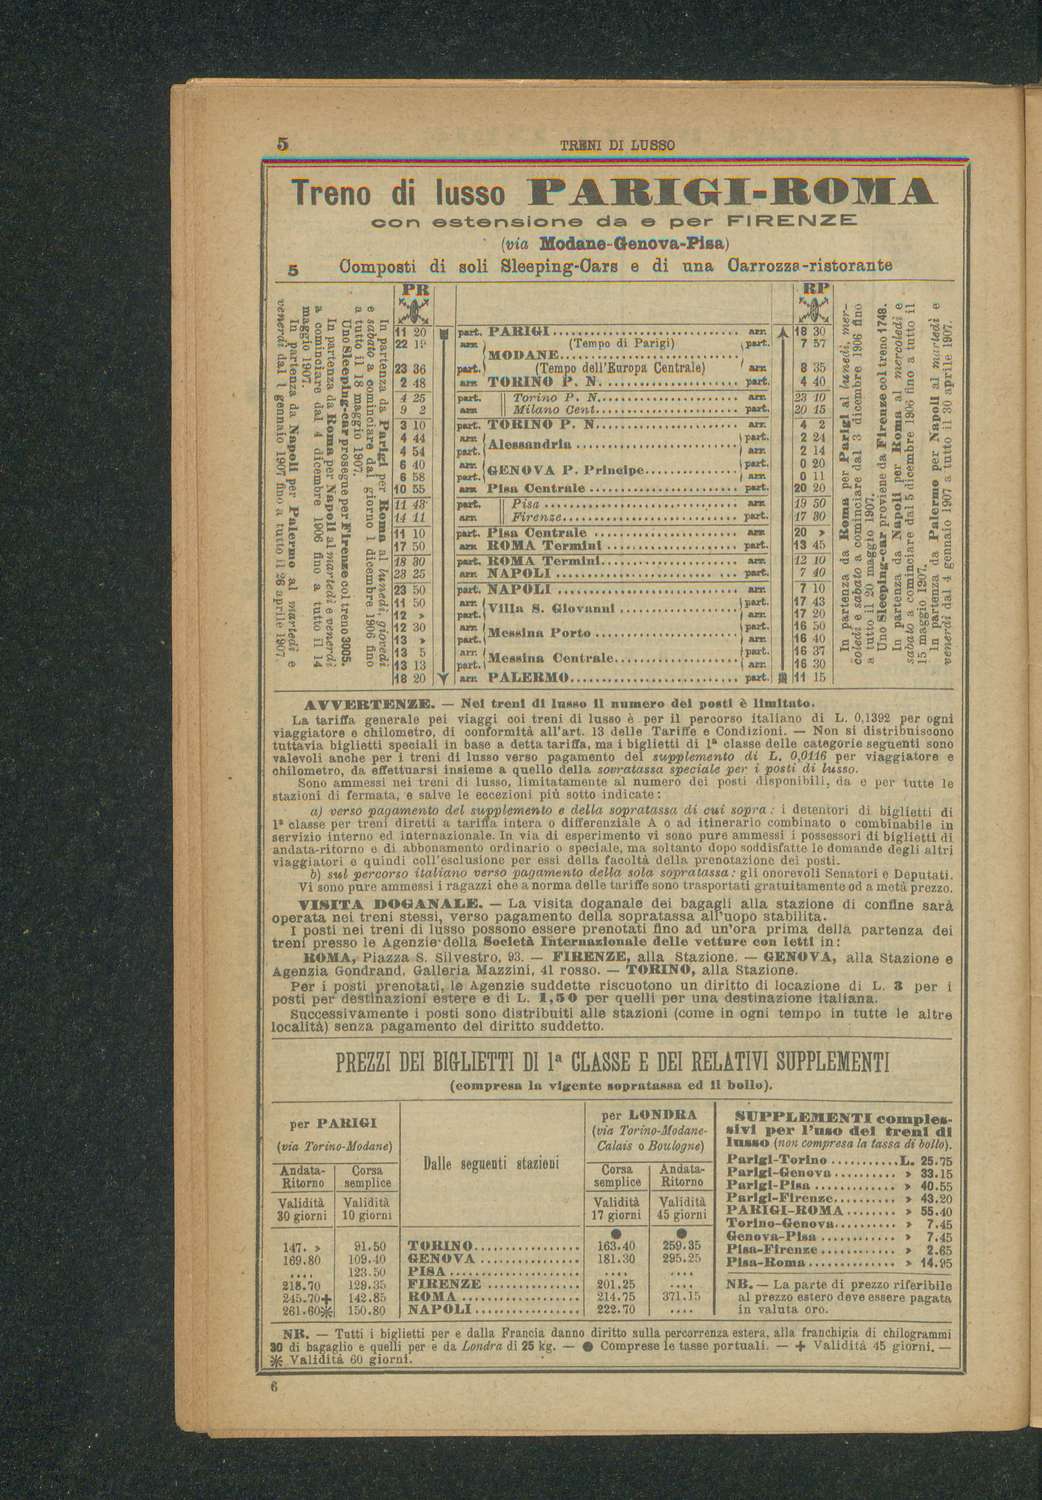 5
TRENI DI LUSSO
Treno di lusso PARIGI-ROMA
con estensione da e per FIRENZE
(via Modane-Genova-Pisa)
5 Composti di soli Sleeping-Cars e di una Carrozza-ristorante
In partenza da Parigi per Roma al lunedì, giovedì
e sabato a cominciare dal giorno 1 dicembre 1906 fino
a tutto il 18 maggio 1907.
Uno Sleeping-car prosegue per Firenze col treno 3005.
In partenza da Roma per Napoli al martedì e venerdì
a cominciare dal 4 dicembre 1906 fino a tutto il 14
maggio 1907.
In partenza da Napoli per Palermo al martedì e
venerdì dal 1 gennaio 1907 fino a tutto il 26 aprile 1907.
PR RP
11 20 part. PARIGI arr. 18 30
22 19 arr. (Tempo di Parigi) part. 7 57
MODANE
23 36 part. (Tempo dell'Europa Centrale) arr. 8 35
2 48 arr. TORINO P. N. part. 4 40
4 25 part. Torino P. N. arr. 23 10
9 2 arr. Milano Cent. part. 20 15
3 10 part. TORINO P. N. arr. 4 2
4 44 arr. Alessandria part. 2 24
4 54 part. arr. 2 14
6 40 arr. GENOVA P. Principe part. 0 20
6 58 part. arr. 0 11
10 55 arr. Pisa Centrale part. 20 20
11 43 part. Pisa arr. 19 50
14 11 arr. Firenze part. 17 30
11 10 part. Pisa Centrale arr. 20 »
17 50 arr. ROMA Termini part. 13 45
18 30 part. ROMA Termini arr. 12 10
23 25 arr. NAPOLI part. 7 40
23 50 part. NAPOLI arr. 7 10
11 50 arr. Villa S. Giovanni part. 17 43
12 » part. arr. 17 20
12 30 arr. Messina Porto part. 16 50
13 » part. arr. 16 40
13 5 arr. Messina Centrale part. 16 37
13 13 part. arr. 16 30
18 20 arr. PALERMO part. 11 15
In partenza da Roma per Parigi al lunedì, mer-
coledì e sabato a cominciare dal 3 dicembre 1906 fino
a tutto il 20 maggio 1907.
Uno Sleeping-car proviene da Firenze col treno 1748.
In partenza da Napoli per Roma al mercoledì e
sabato a cominciare dal 5 dicembre 1906 fino a tutto il
15 maggio 1907.
In partenza da Palermo per Napoli al martedì e
venerdì dal 4 gennaio 1907 a tutto il 30 aprile 1907.
AVVERTENZE. — Nei treni di lusso il numero dei posti è limitato.
La tariffa generale pei viaggi coi treni di lusso è per il percorso italiano di L. 0,1392 per ogni
viaggiatore e chilometro, di conformità all'art. 13 delle Tariffe e Condizioni. — Non si distribuiscono
tuttavia biglietti speciali in base a detta tariffa, ma i biglietti di 1ª classe delle categorie seguenti sono
valevoli anche per i treni di lusso verso pagamento del supplemento di L. 0,0116 per viaggiatore e
chilometro, da effettuarsi insieme a quello della sovratassa speciale per i posti di lusso.
Sono ammessi nei treni di lusso, limitatamente al numero dei posti disponibili, da e per tutte le
stazioni di fermata, e salve le eccezioni più sotto indicate:
a) verso pagamento del supplemento e della sopratassa di cui sopra: i detentori di biglietti di
1ª classe per treni diretti a tariffa intera o differenziale A o ad itinerario combinato o combinabile in
servizio interno ed internazionale. In via di esperimento vi sono pure ammessi i possessori di biglietti di
andata-ritorno e di abbonamento ordinario o speciale, ma soltanto dopo soddisfatte le domande degli altri
viaggiatori e quindi coll'esclusione per essi della facoltà della prenotazione dei posti.
b) sul percorso italiano verso pagamento della sola sopratassa: gli onorevoli Senatori e Deputati.
Vi sono pure ammessi i ragazzi che a norma delle tariffe sono trasportati gratuitamente od a metà prezzo.
VISITA DOGANALE. — La visita doganale dei bagagli alla stazione di confine sarà
operata nei treni stessi, verso pagamento della sopratassa all'uopo stabilita.
I posti nei treni di lusso possono essere prenotati fino ad un'ora prima della partenza dei
treni presso le Agenzie della Società Internazionale delle vetture con letti in:
ROMA, Piazza S. Silvestro, 93. — FIRENZE, alla Stazione. — GENOVA, alla Stazione e
Agenzia Gondrand, Galleria Mazzini, 41 rosso. — TORINO, alla Stazione.
Per i posti prenotati, le Agenzie suddette riscuotono un diritto di locazione di L. 3 per i
posti per destinazioni estere e di L. 1,50 per quelli per una destinazione italiana.
Successivamente i posti sono distribuiti alle stazioni (come in ogni tempo in tutte le altre
località) senza pagamento del diritto suddetto.
PREZZI DEI BIGLIETTI DI 1ª CLASSE E DEI RELATIVI SUPPLEMENTI
(compresa la vigente sopratassa ed il bollo).
per PARIGI
(via Torino-Modane)
Andata-Ritorno Corsa semplice
Validità 30 giorni Validità 10 giorni
Dalle seguenti stazioni
per LONDRA
(via Torino-Modane-
Calais o Boulogne)
Corsa semplice Andata-Ritorno
Validità 17 giorni Validità 45 giorni
● ●
147. » 91.50 TORINO 163.40 259.35
169.80 109.40 GENOVA 181.30 295.25
.... 123.50 PISA .... ....
218.70 129.35 FIRENZE 201.25 ....
245.70+ 142.85 ROMA 214.75 371.15
261.60✻ 150.80 NAPOLI 222.70 ....
SUPPLEMENTI comples-
sivi per l'uso dei treni di
lusso (non compresa la tassa di bollo).
Parigi-Torino L. 25.75
Parigi-Genova » 33.15
Parigi-Pisa » 40.55
Parigi-Firenze » 43.20
PARIGI-ROMA » 55.40
Torino-Genova » 7.45
Genova-Pisa » 7.45
Pisa-Firenze » 2.65
Pisa-Roma » 14.95
NB. — La parte di prezzo riferibile
al prezzo estero deve essere pagata
in valuta oro.
NB. — Tutti i biglietti per e dalla Francia danno diritto sulla percorrenza estera, alla franchigia di chilogrammi
30 di bagaglio e quelli per e da Londra di 25 kg. — ● Comprese le tasse portuali. — + Validità 45 giorni. —
✻ Validità 60 giorni.
6